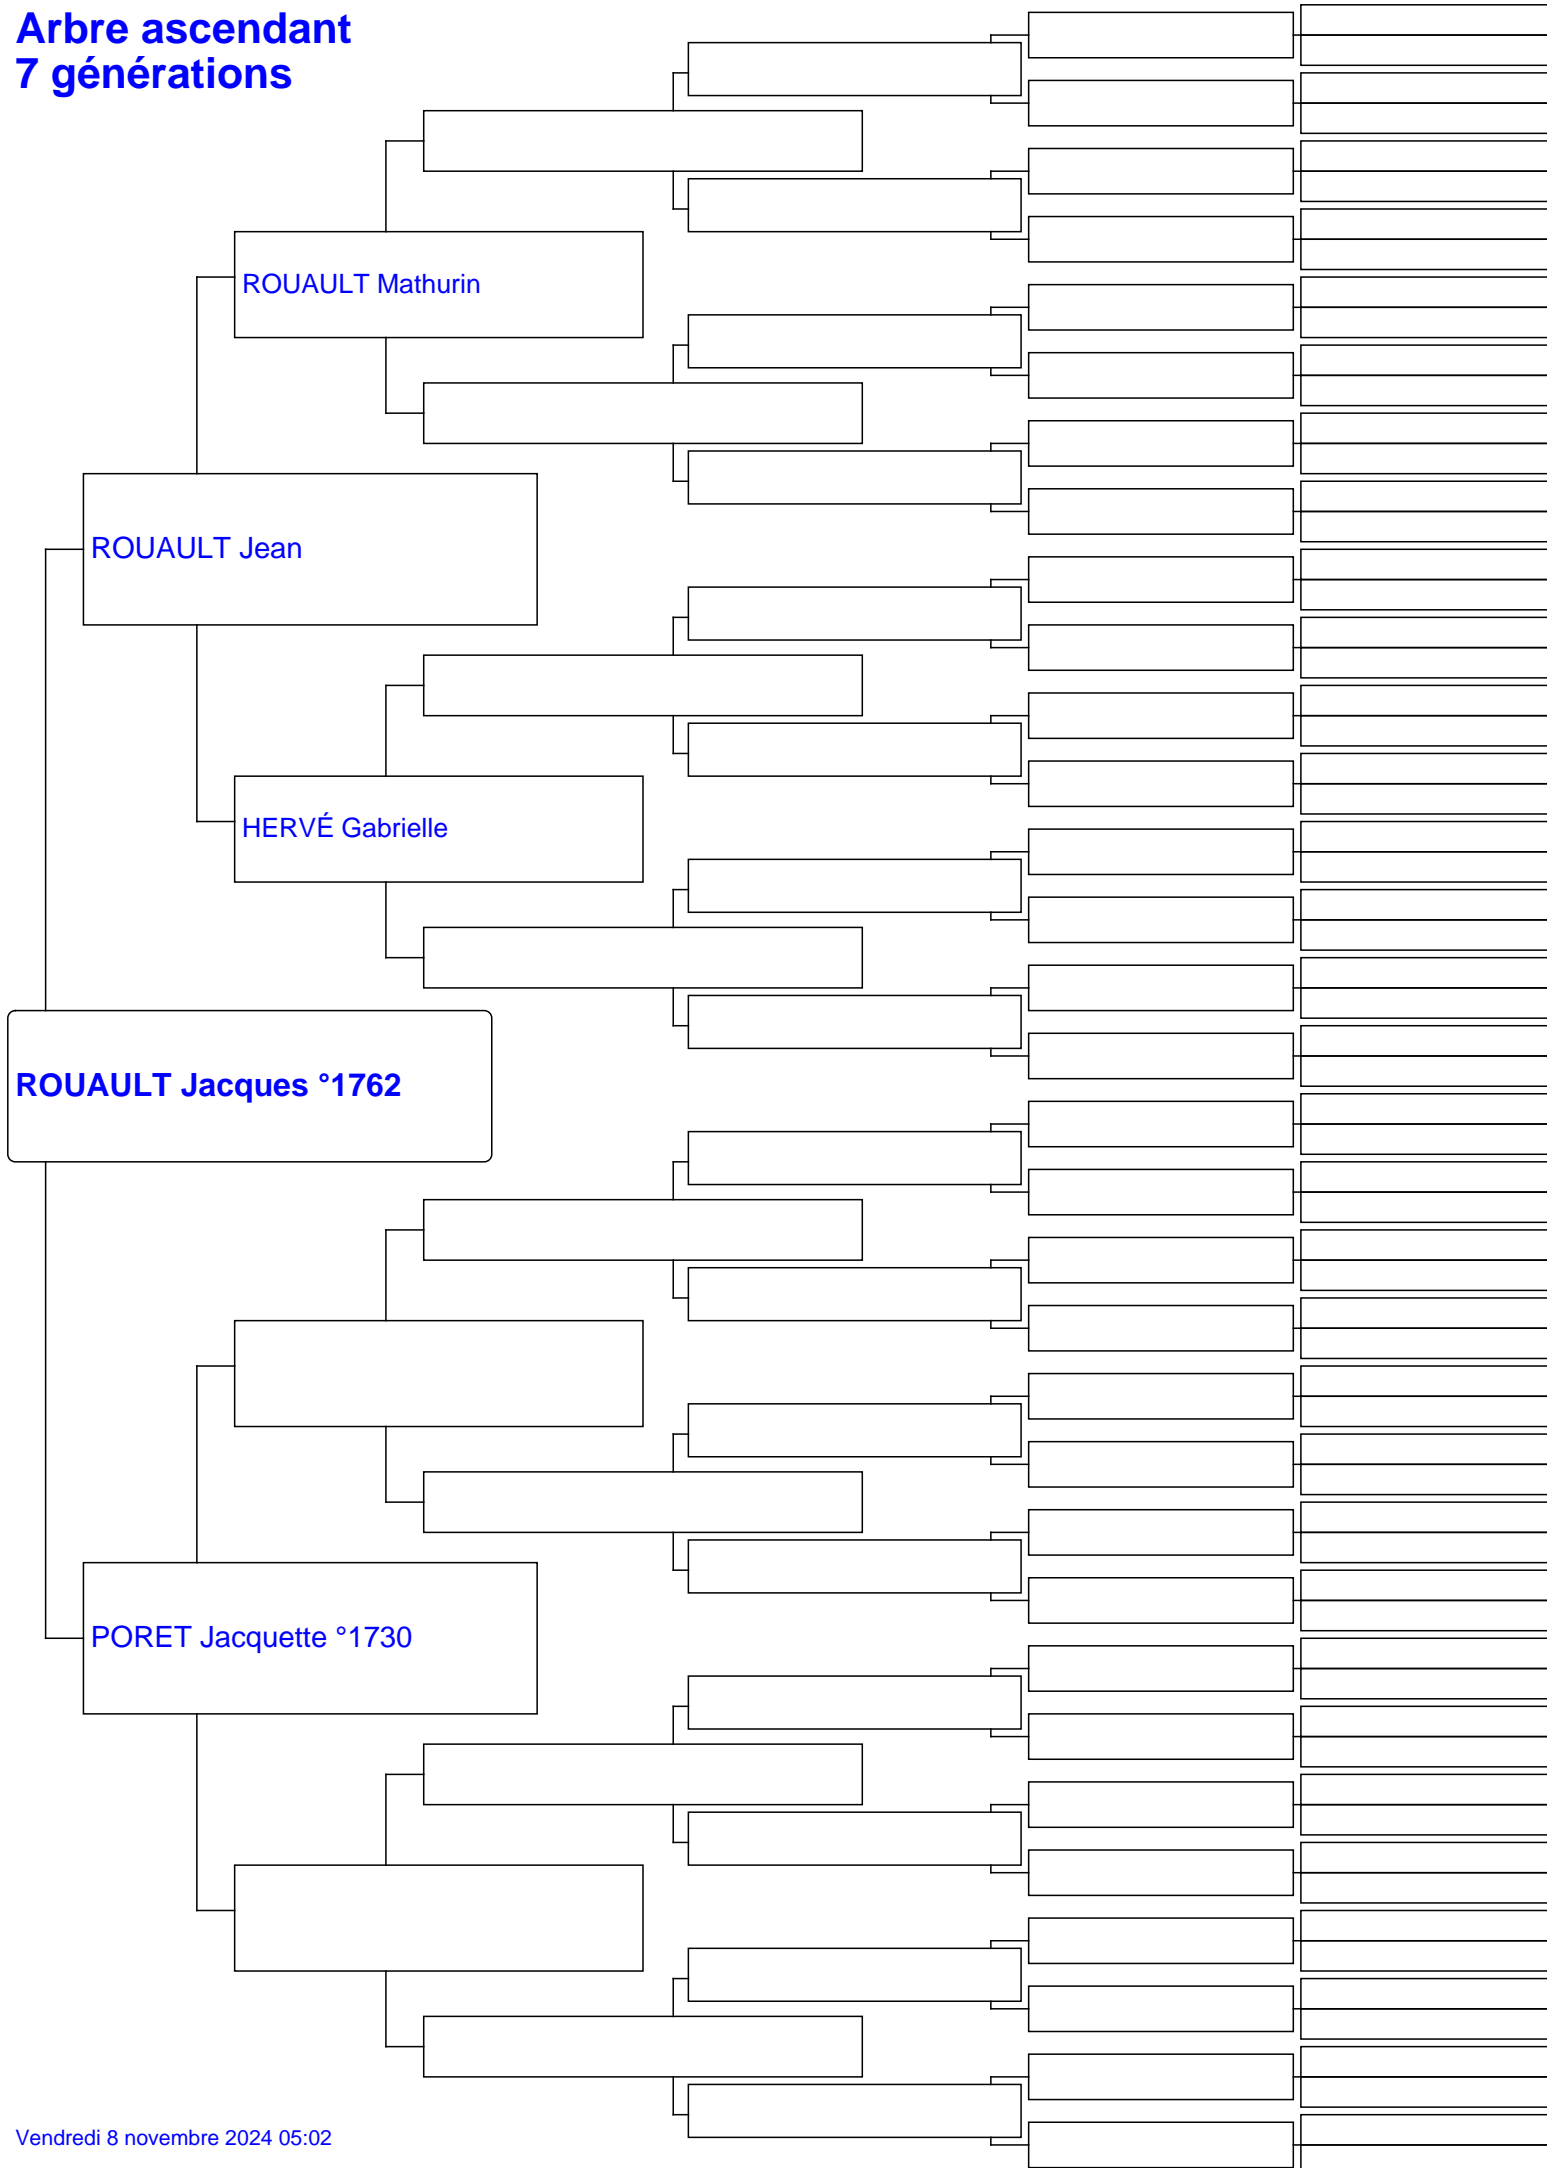 Arbre ascendant
7 générations
ROUAULT Mathurin
ROUAULT Jean
HERVÉ Gabrielle
ROUAULT Jacques °1762
PORET Jacquette °1730
Vendredi 8 novembre 2024 05:02